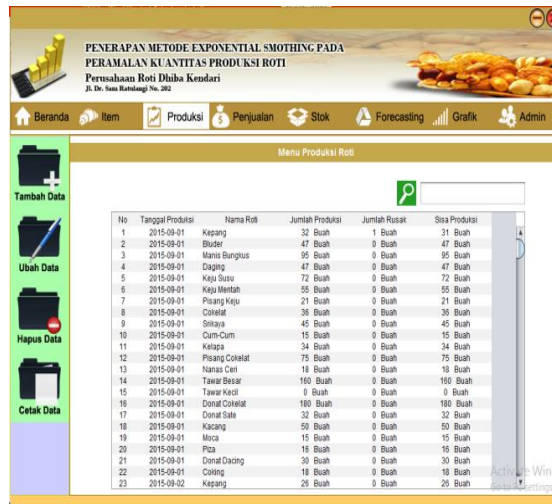 PENERAPAN METODE EXPONENTIAL SMOTHING PADA
PERAMALAN KUANTITAS PRODUKSI ROTI
Perusahaan Roti Dhiba Kendari
Jl. Dr. Sam Ratulangi No. 202
Beranda Item Produksi Penjualan Stok Forecasting Grafik Admin
Menu Produksi Roti
Tambah Data
Ubah Data
Hapus Data
Cetak Data
No Tanggal Produksi Nama Roti Jumlah Produksi Jumlah Rusak Sisa Produksi
1 2015-09-01 Kepang 32 Buah 1 Buah 31 Buah
2 2015-09-01 Bluder 47 Buah 0 Buah 47 Buah
3 2015-09-01 Manis Bungkus 95 Buah 0 Buah 95 Buah
4 2015-09-01 Daging 47 Buah 0 Buah 47 Buah
5 2015-09-01 Keju Susu 72 Buah 0 Buah 72 Buah
6 2015-09-01 Keju Mentah 55 Buah 0 Buah 55 Buah
7 2015-09-01 Pisang Keju 21 Buah 0 Buah 21 Buah
8 2015-09-01 Cokelat 36 Buah 0 Buah 36 Buah
9 2015-09-01 Srikaya 45 Buah 0 Buah 45 Buah
10 2015-09-01 Cum-Cum 15 Buah 0 Buah 15 Buah
11 2015-09-01 Kelapa 34 Buah 0 Buah 34 Buah
12 2015-09-01 Pisang Cokelat 75 Buah 0 Buah 75 Buah
13 2015-09-01 Nanas Ceri 18 Buah 0 Buah 18 Buah
14 2015-09-01 Tawar Besar 160 Buah 0 Buah 160 Buah
15 2015-09-01 Tawar Kecil 0 Buah 0 Buah 0 Buah
16 2015-09-01 Donat Cokelat 180 Buah 0 Buah 180 Buah
17 2015-09-01 Donat Sate 32 Buah 0 Buah 32 Buah
18 2015-09-01 Kacang 50 Buah 0 Buah 50 Buah
19 2015-09-01 Moca 15 Buah 0 Buah 15 Buah
20 2015-09-01 Piza 16 Buah 0 Buah 16 Buah
21 2015-09-01 Donat Dacing 30 Buah 0 Buah 30 Buah
22 2015-09-01 Coking 18 Buah 0 Buah 18 Buah
23 2015-09-02 Kepang 26 Buah 0 Buah 26 Buah
Activate Win
Go to PC settings